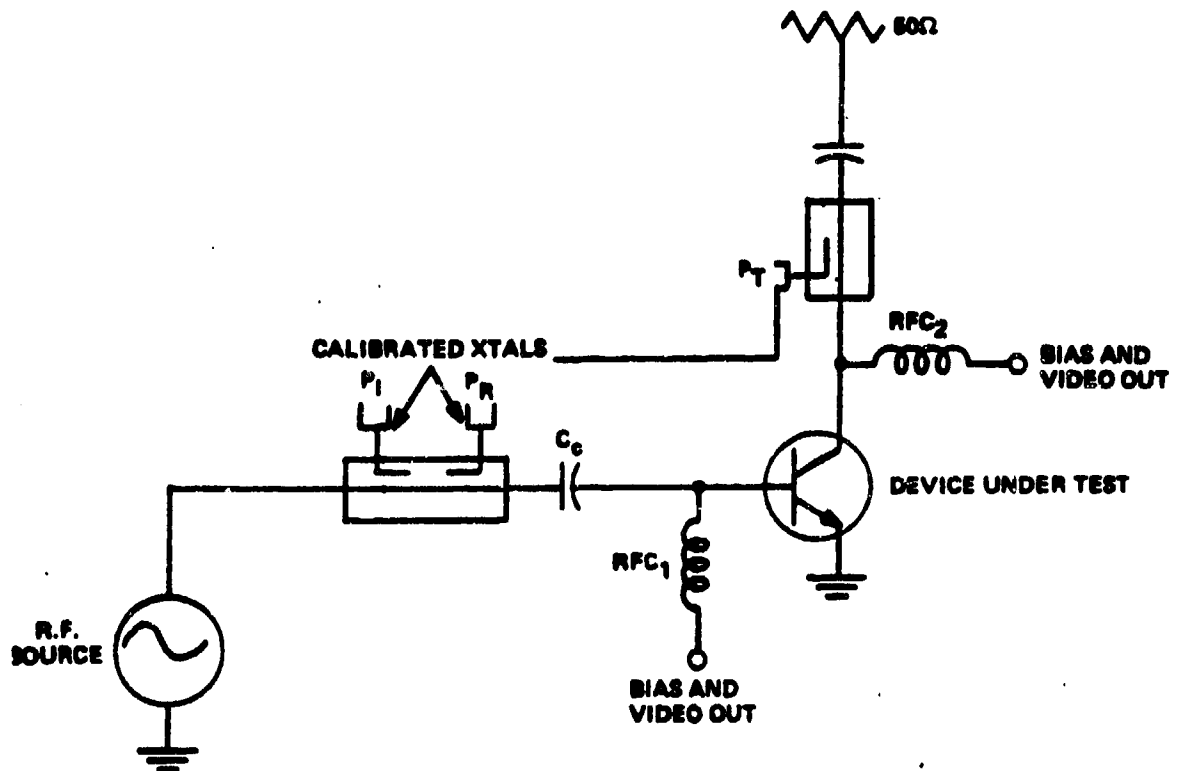 50Ω
P_T
RFC_2
CALIBRATED XTALS
BIAS AND
VIDEO OUT
P_I
P_R
C_c
DEVICE UNDER TEST
RFC_1
R.F.
SOURCE
BIAS AND
VIDEO OUT